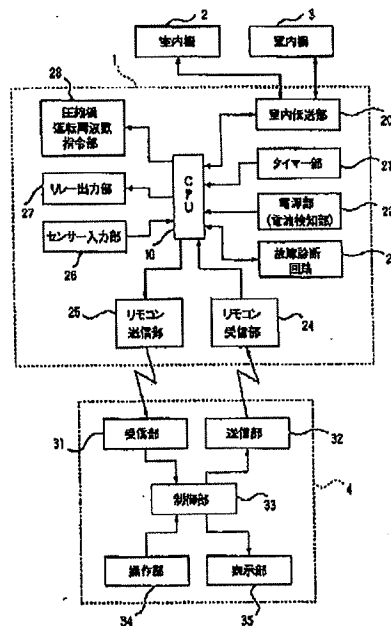 2
3
室内機
室内機
1
28
圧縮機
運転周波数
指令部
室内伝送部
20
27
リレー出力部
タイマー部
21
CPU
電源部
(電流検知部)
22
26
センサー入力部
10
故障診断
回路
2
25
リモコン
送信部
リモコン
受信部
24
31
受信部
送信部
32
制御部
33
4
操作部
34
表示部
35